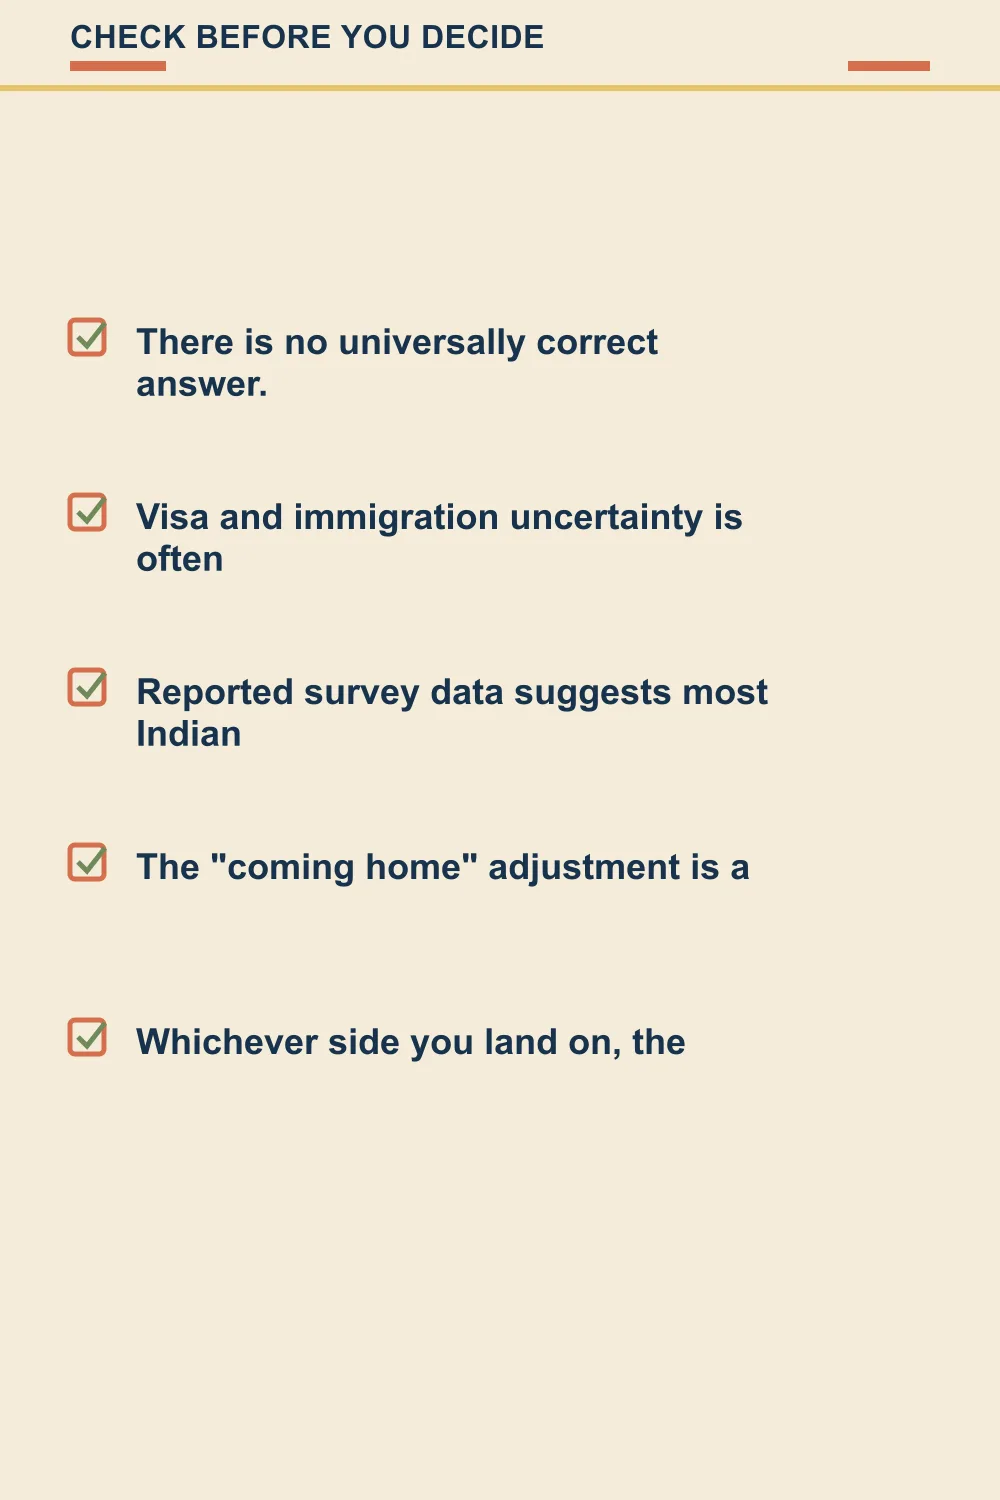 CHECK BEFORE YOU DECIDE
There is no universally correct
answer.
Visa and immigration uncertainty is
often
Reported survey data suggests most
Indian
The "coming home" adjustment is a
Whichever side you land on, the